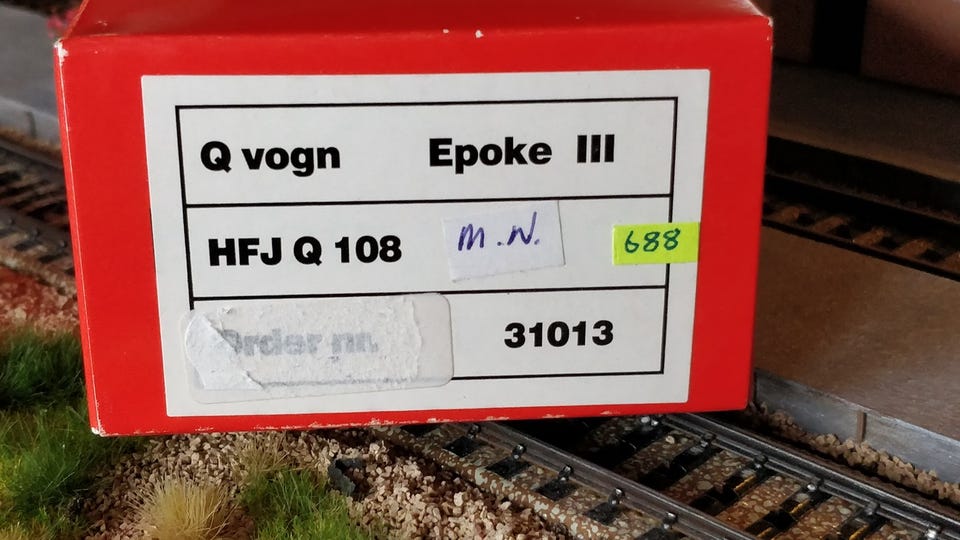 Q vogn Epoke III
HFJ Q 108 M.N. 688
Order nr. 31013